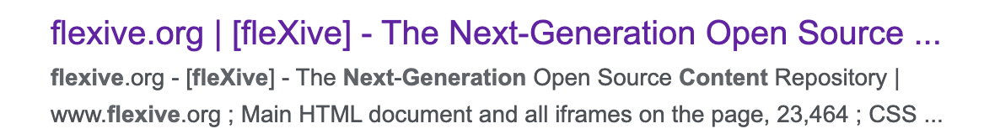 flexive.org | [fleXive] - The Next-Generation Open Source ...
flexive.org - [fleXive] - The Next-Generation Open Source Content Repository |
www.flexive.org ; Main HTML document and all iframes on the page, 23,464 ; CSS ...